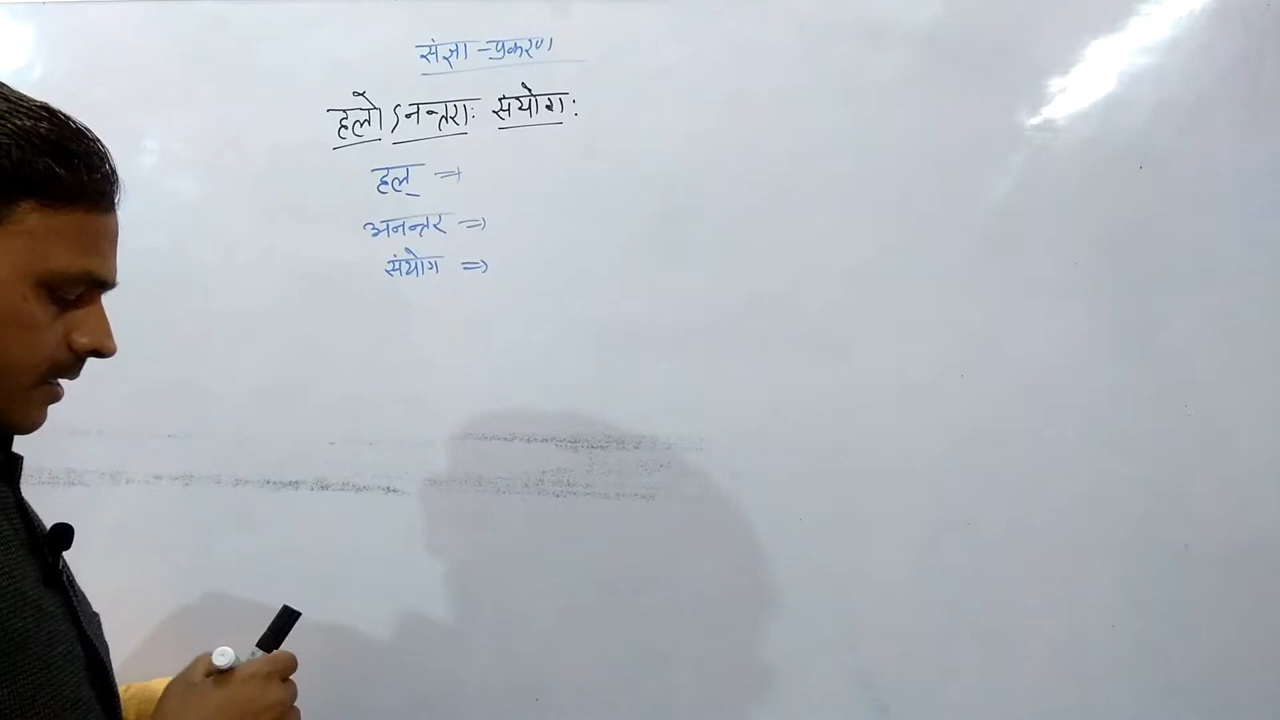 संज्ञा-प्रकरण
हलोऽनन्तराः संयोगः
हल् ⇒
अनन्तर ⇒
संयोग ⇒